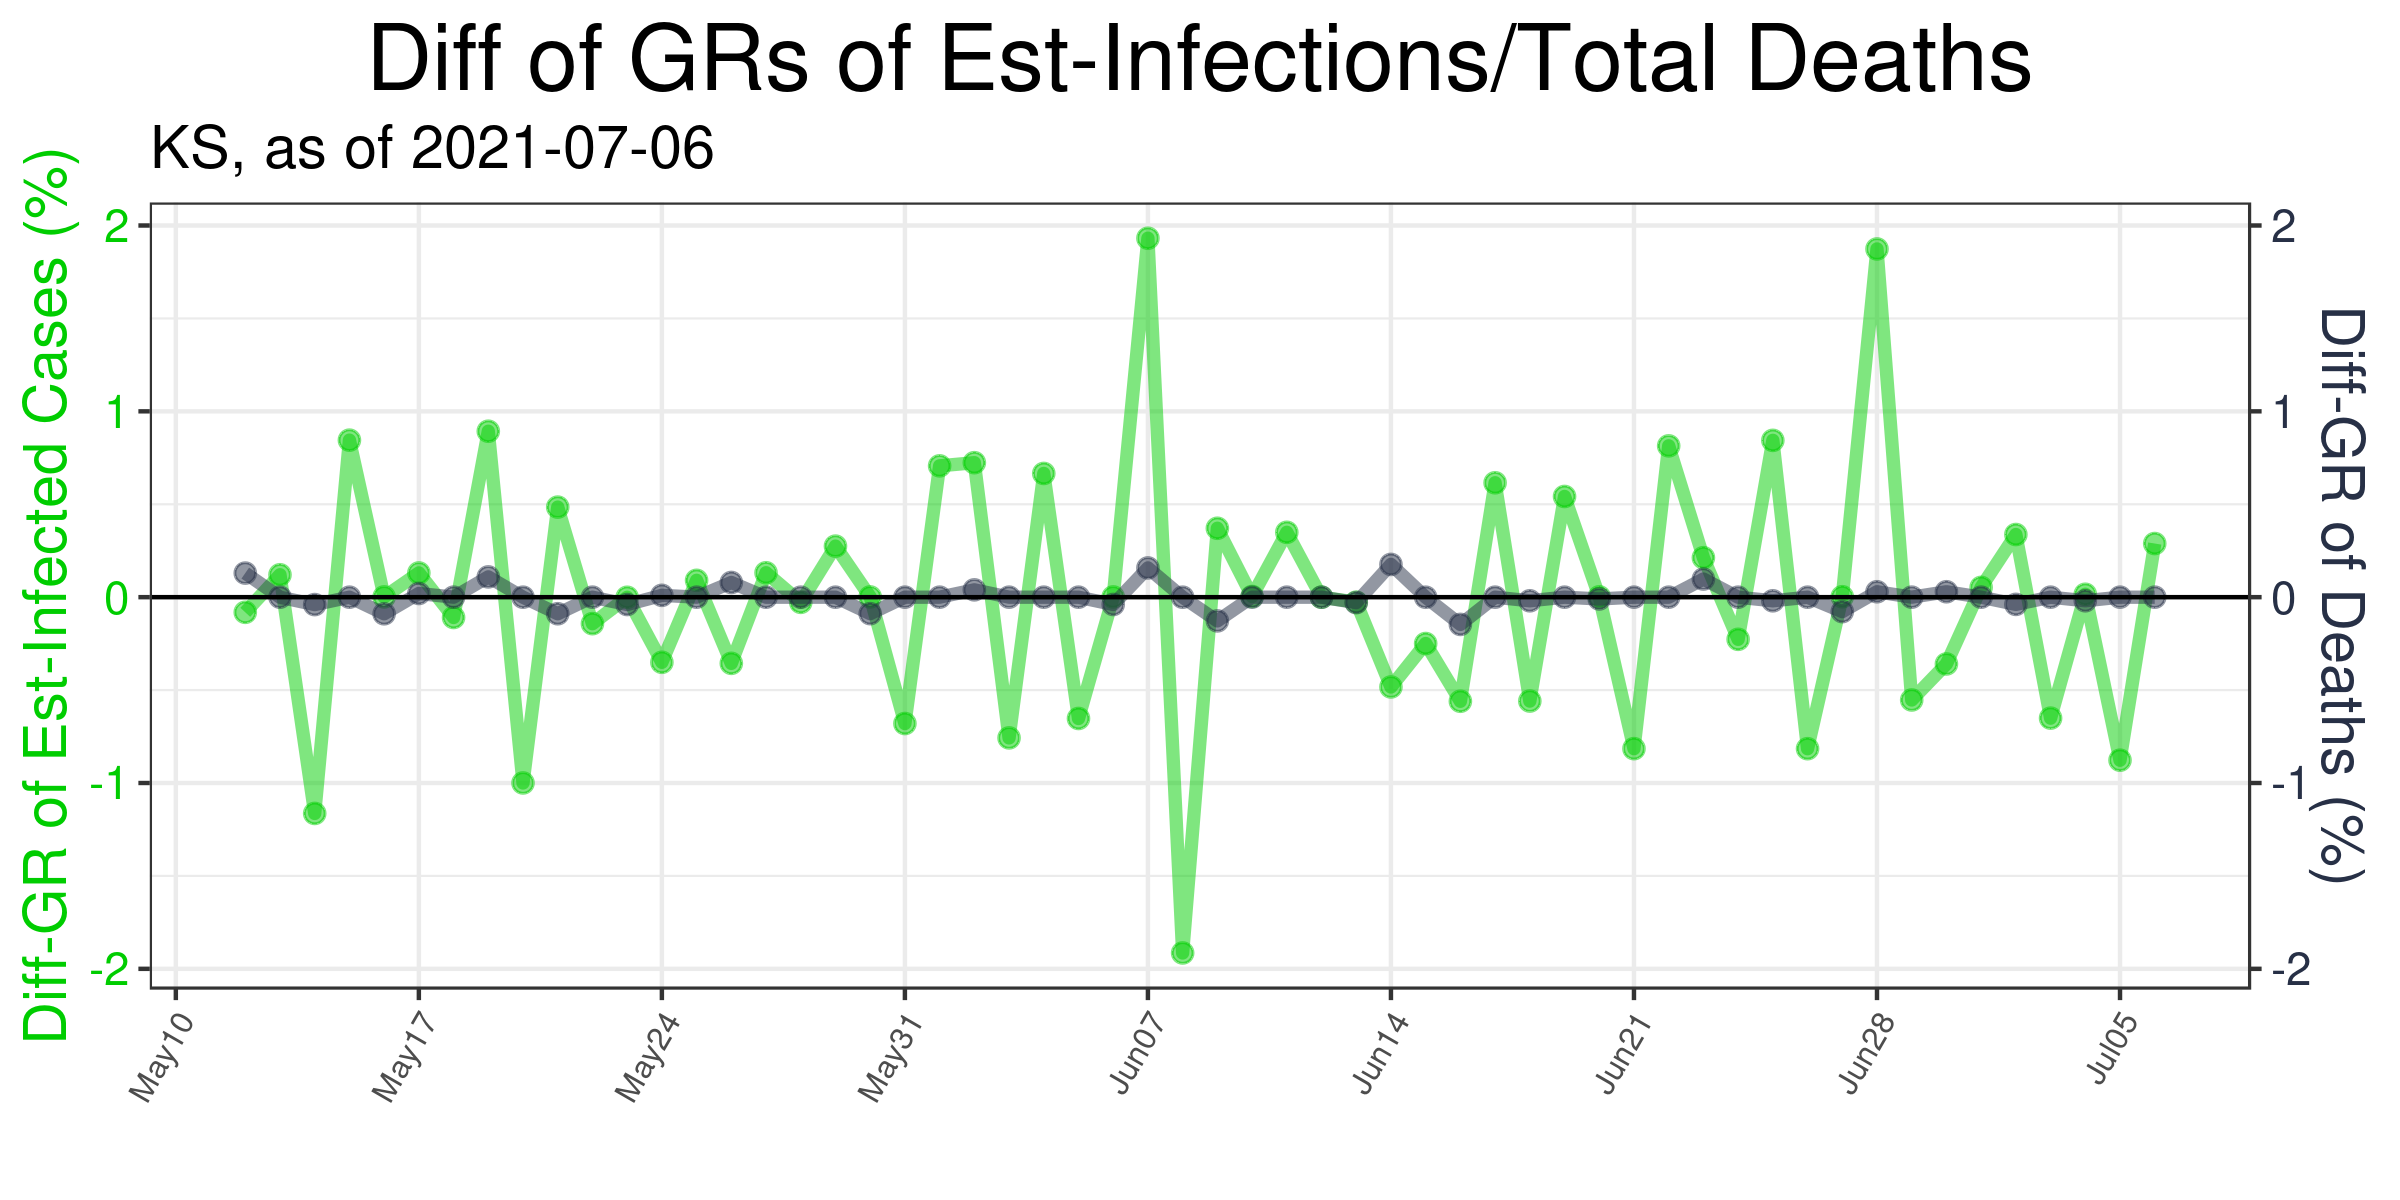 Diff of GRs of Est-Infections/Total Deaths
KS, as of 2021-07-06
Diff-GR of Est-Infected Cases (%)
2
1
0
-1
-2
2
1
0
-1
-2
Diff-GR of Deaths (%)
May10
May17
May24
May31
Jun07
Jun14
Jun21
Jun28
Jul05